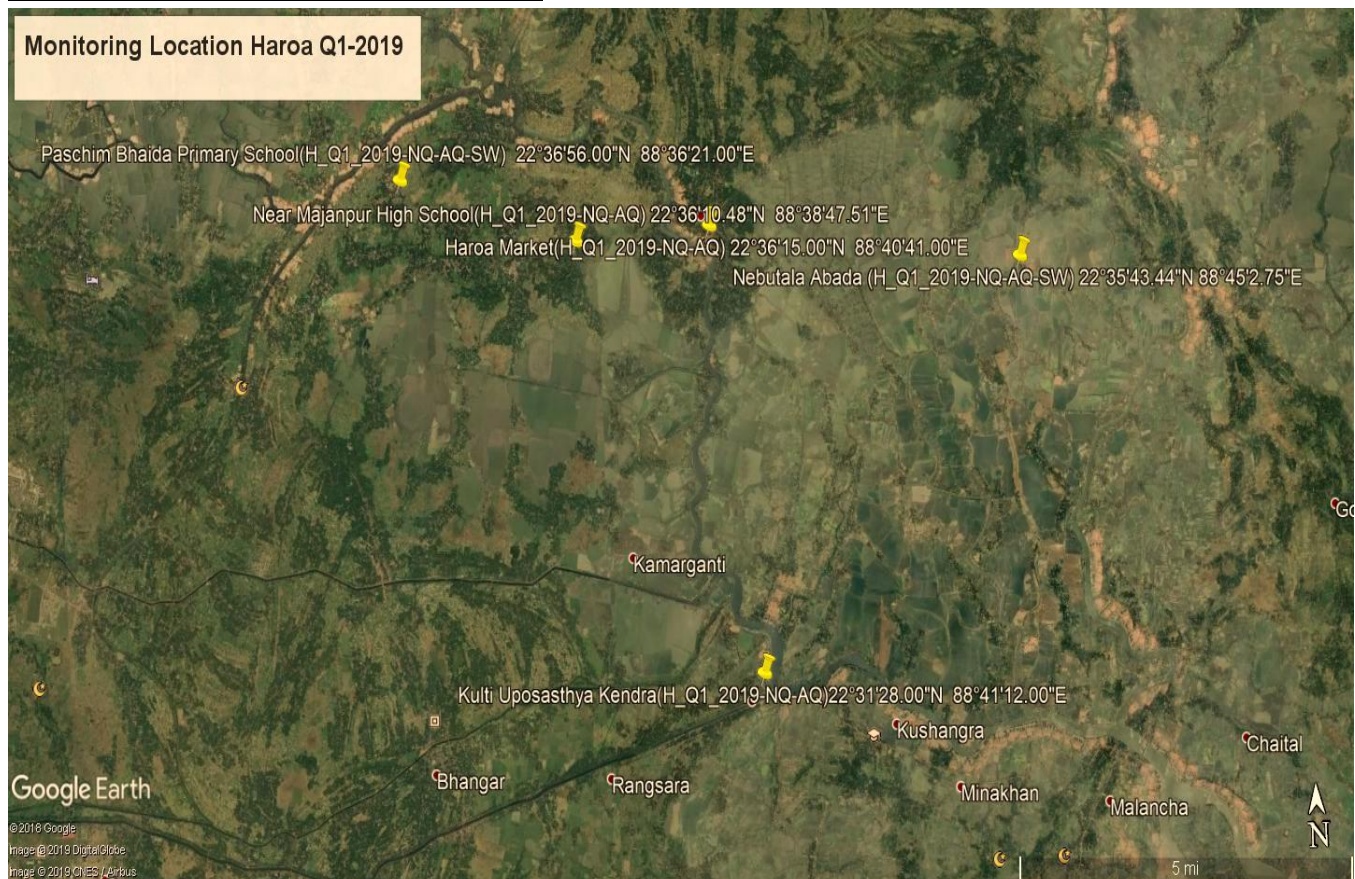 Monitoring Location Haroa Q1-2019
Paschim Bhaida Primary School(H_Q1_2019-NQ-AQ-SW) 22°36'56.00"N 88°36'21.00"E
Near Majanpur High School(H_Q1_2019-NQ-AQ) 22°36'10.48"N 88°38'47.51"E
Haroa Market(H_Q1_2019-NQ-AQ) 22°36'15.00"N 88°40'41.00"E
Nebutala Abada (H_Q1_2019-NQ-AQ-SW) 22°35'43.44"N 88°45'2.75"E
Kamarganti
Kulti Uposasthya Kendra(H_Q1_2019-NQ-AQ)22°31'28.00"N 88°41'12.00"E
Kushangra
Chaital
Bhangar
Rangsara
Minakhan
Malancha
Google Earth
© 2018 Google
Image © 2019 DigitalGlobe
Image © 2019 CNES / Airbus
N
5 mi